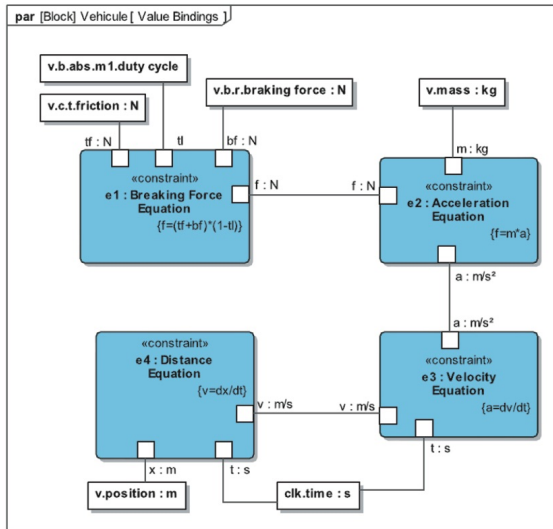 par [Block] Vehicule[ Value Bindings ]
v.b.abs.m1.duty cycle
v.c.t.friction : N
v.b.r.braking force : N
v.mass : kg
tf : N
tl
bf : N
m : kg
«constraint»
e1 : Breaking Force
Equation
{f=(tf+bf)*(1-tl)}
f : N
f : N
«constraint»
e2 : Acceleration
Equation
{f=m*a}
a : m/s²
a : m/s²
«constraint»
e4 : Distance
Equation
{v=dx/dt}
v : m/s
v : m/s
«constraint»
e3 : Velocity
Equation
{a=dv/dt}
x : m
t : s
t : s
v.position : m
clk.time : s